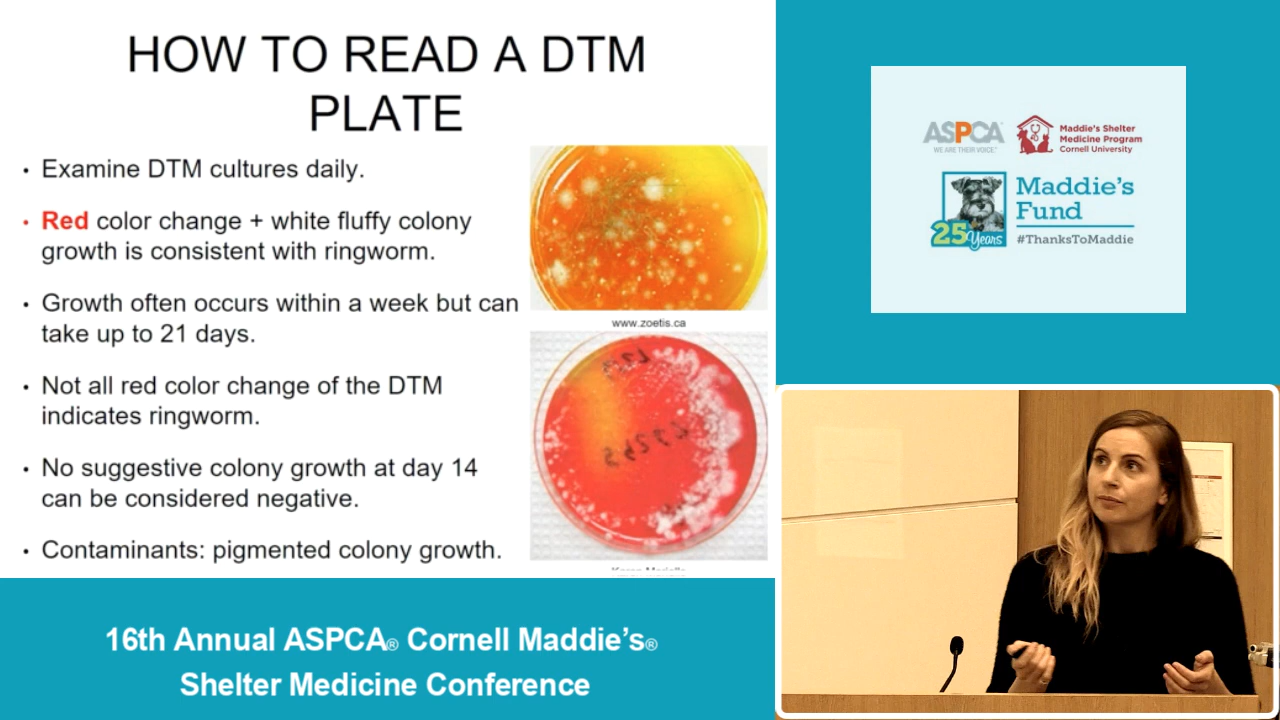 HOW TO READ A DTM
PLATE
• Examine DTM cultures daily.
• Red color change + white fluffy colony
growth is consistent with ringworm.
• Growth often occurs within a week but can
take up to 21 days.
• Not all red color change of the DTM
indicates ringworm.
• No suggestive colony growth at day 14
can be considered negative.
• Contaminants: pigmented colony growth.
www.zoetis.ca
ASPCA
WE ARE THEIR VOICE.
Maddie's Shelter
Medicine Program
Cornell University
Maddie's
Fund
25 Years
#ThanksToMaddie
16th Annual ASPCA® Cornell Maddie's®
Shelter Medicine Conference